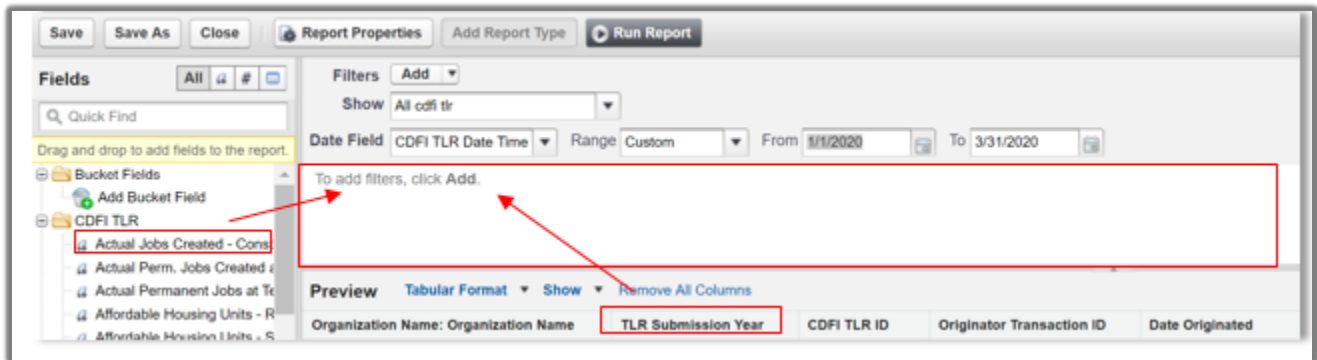 Save Save As Close Report Properties Add Report Type Run Report
Fields All a #
Quick Find
Drag and drop to add fields to the report.
Bucket Fields
Add Bucket Field
CDFI TLR
Actual Jobs Created - Cons
Actual Perm. Jobs Created a
Actual Permanent Jobs at Te
Affordable Housing Units - R
Affordable Housing Units - S
Filters Add
Show All cdfi tlr
Date Field CDFI TLR Date Time Range Custom From 1/1/2020 To 3/31/2020
To add filters, click Add.
Preview Tabular Format Show Remove All Columns
Organization Name: Organization Name TLR Submission Year CDFI TLR ID Originator Transaction ID Date Originated